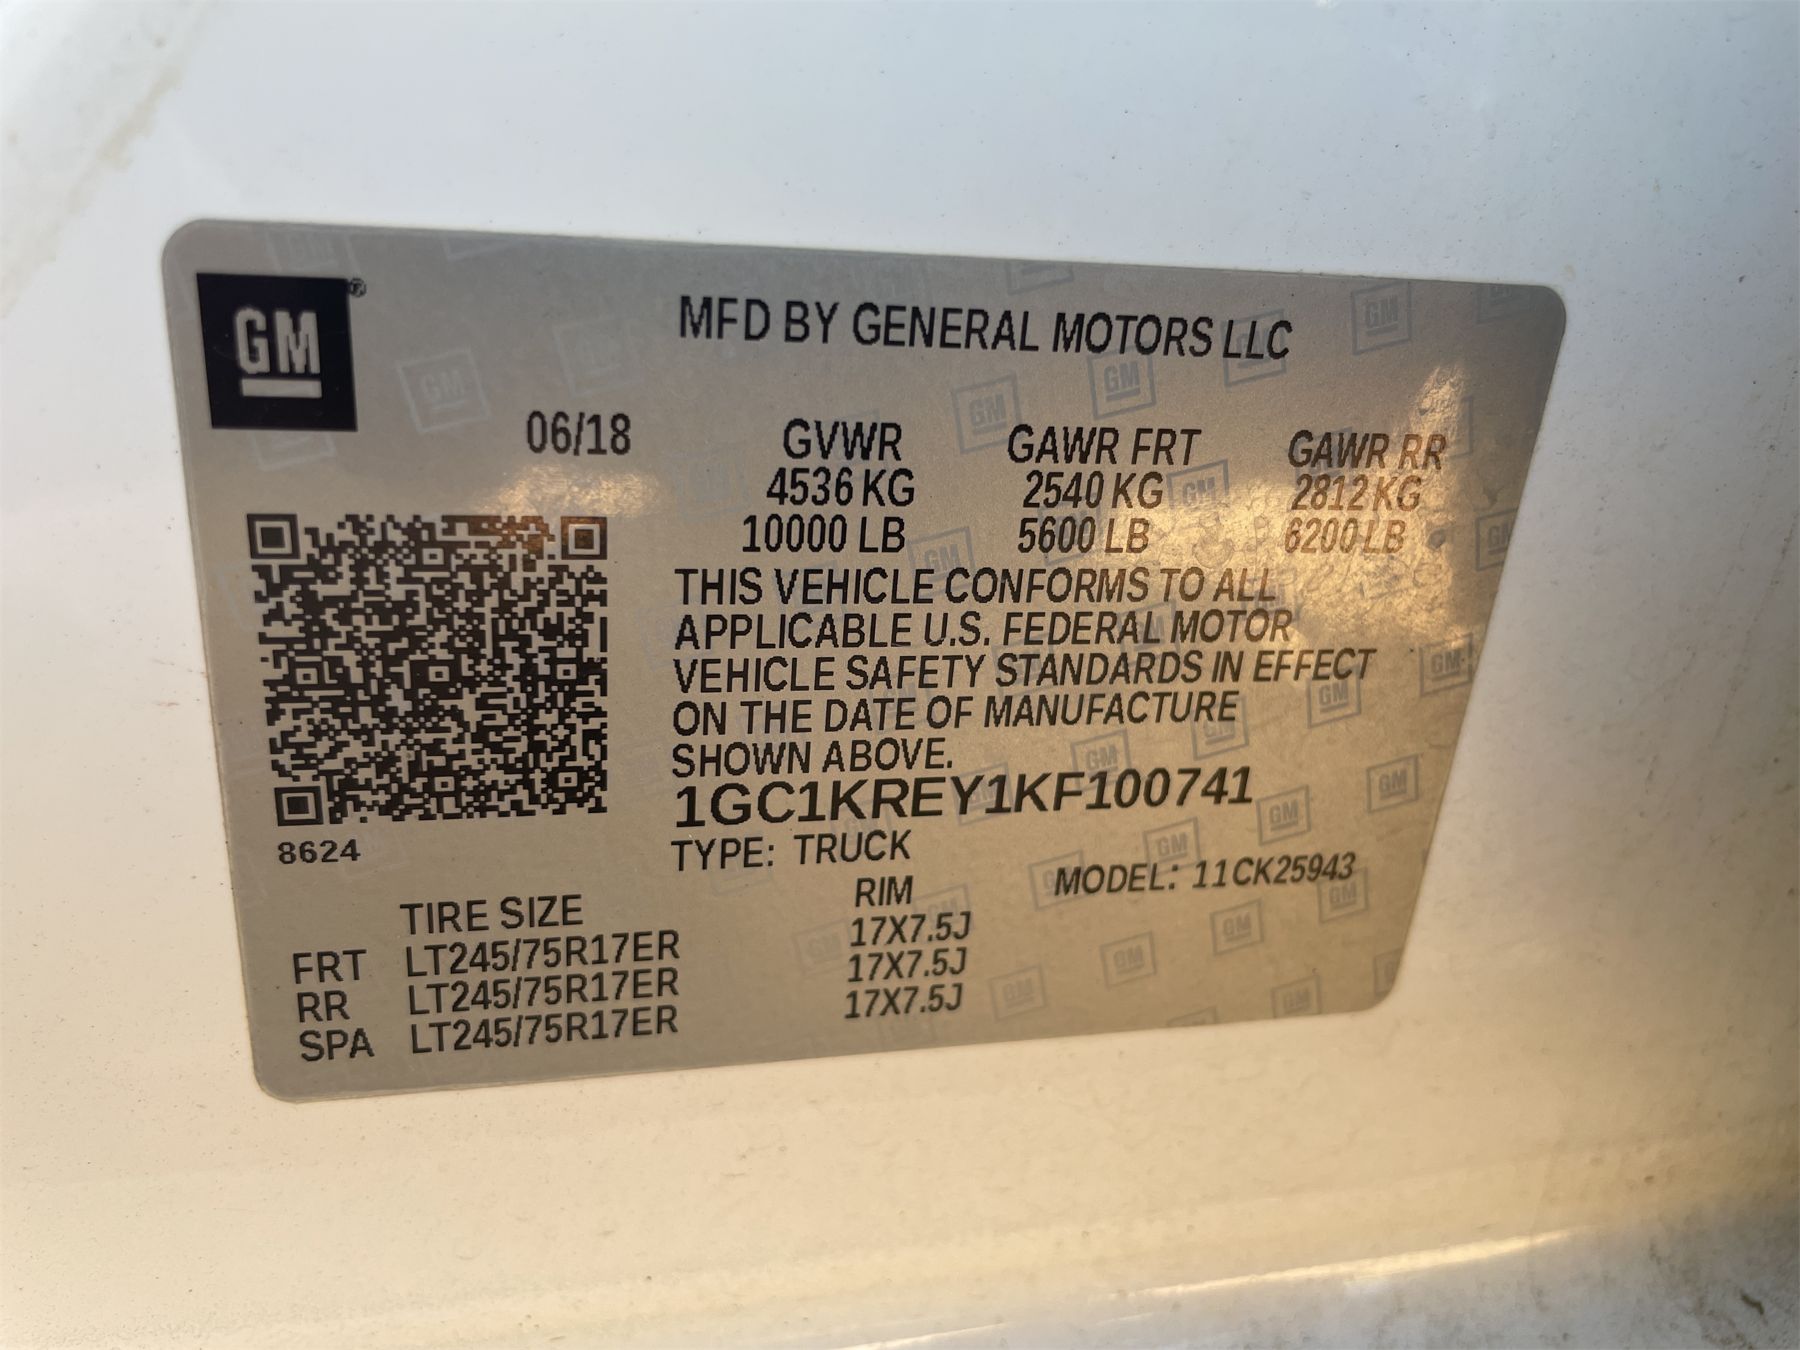 GM®
MFD BY GENERAL MOTORS LLC
06/18 GVWR GAWR FRT GAWR RR
4536 KG 2540 KG 2812 KG
10000 LB 5600 LB 6200 LB
THIS VEHICLE CONFORMS TO ALL
APPLICABLE U.S. FEDERAL MOTOR
VEHICLE SAFETY STANDARDS IN EFFECT
ON THE DATE OF MANUFACTURE
SHOWN ABOVE.
1GC1KREY1KF100741
8624
TYPE: TRUCK
MODEL: 11CK25943
TIRE SIZE RIM
FRT LT245/75R17ER 17X7.5J
RR LT245/75R17ER 17X7.5J
SPA LT245/75R17ER 17X7.5J